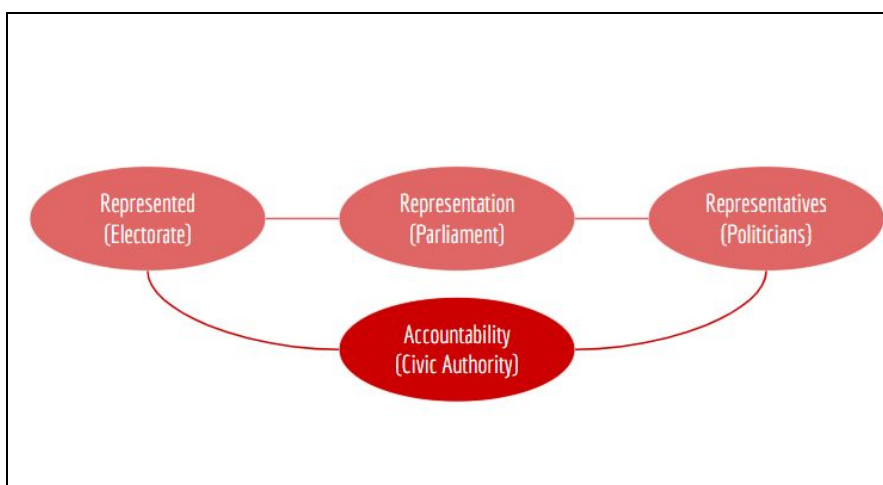 Represented
(Electorate)
Representation
(Parliament)
Representatives
(Politicians)
Accountability
(Civic Authority)